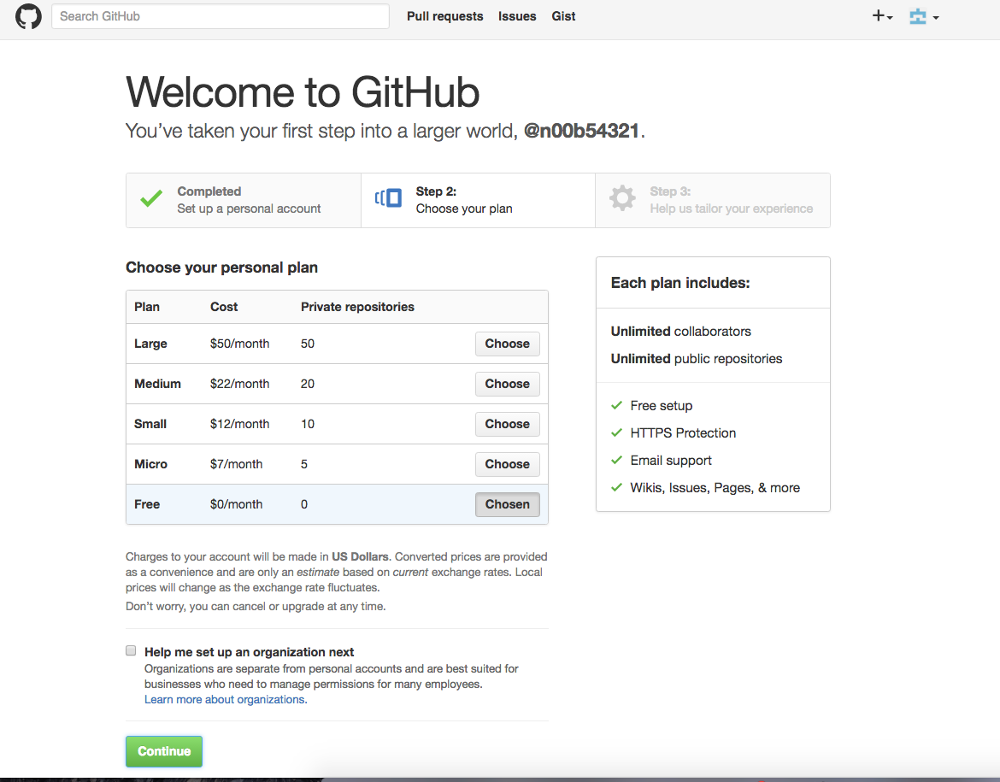 Search GitHub Pull requests Issues Gist
Welcome to GitHub
You’ve taken your first step into a larger world, @n00b54321.
Completed
Set up a personal account
Step 2:
Choose your plan
Step 3:
Help us tailor your experience
Choose your personal plan
Plan Cost Private repositories
Large $50/month 50 Choose
Medium $22/month 20 Choose
Small $12/month 10 Choose
Micro $7/month 5 Choose
Free $0/month 0 Chosen
Charges to your account will be made in US Dollars. Converted prices are provided
as a convenience and are only an estimate based on current exchange rates. Local
prices will change as the exchange rate fluctuates.
Don’t worry, you can cancel or upgrade at any time.
Help me set up an organization next
Organizations are separate from personal accounts and are best suited for
businesses who need to manage permissions for many employees.
Learn more about organizations.
Continue
Each plan includes:
Unlimited collaborators
Unlimited public repositories
Free setup
HTTPS Protection
Email support
Wikis, Issues, Pages, & more